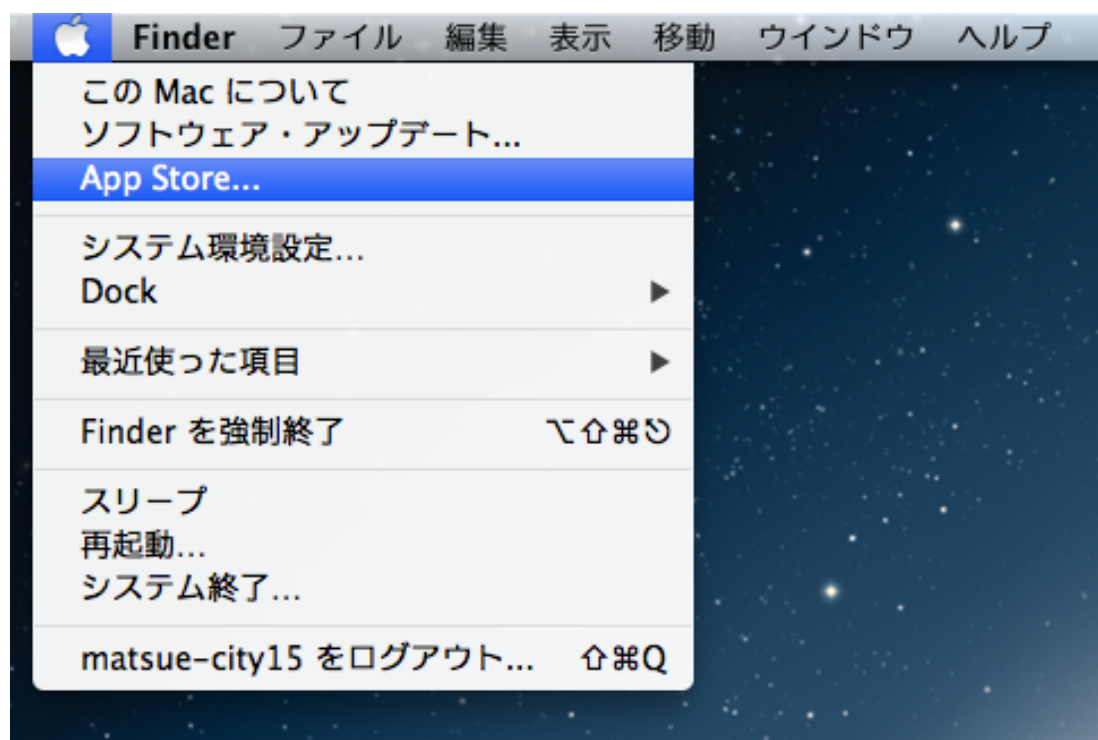 Finder ファイル 編集 表示 移動 ウインドウ ヘルプ
この Mac について
ソフトウェア・アップデート...
App Store...
システム環境設定...
Dock ▶
最近使った項目 ▶
Finder を強制終了 ⌥⇧⌘⎋
スリープ
再起動...
システム終了...
matsue-city15 をログアウト... ⇧⌘Q